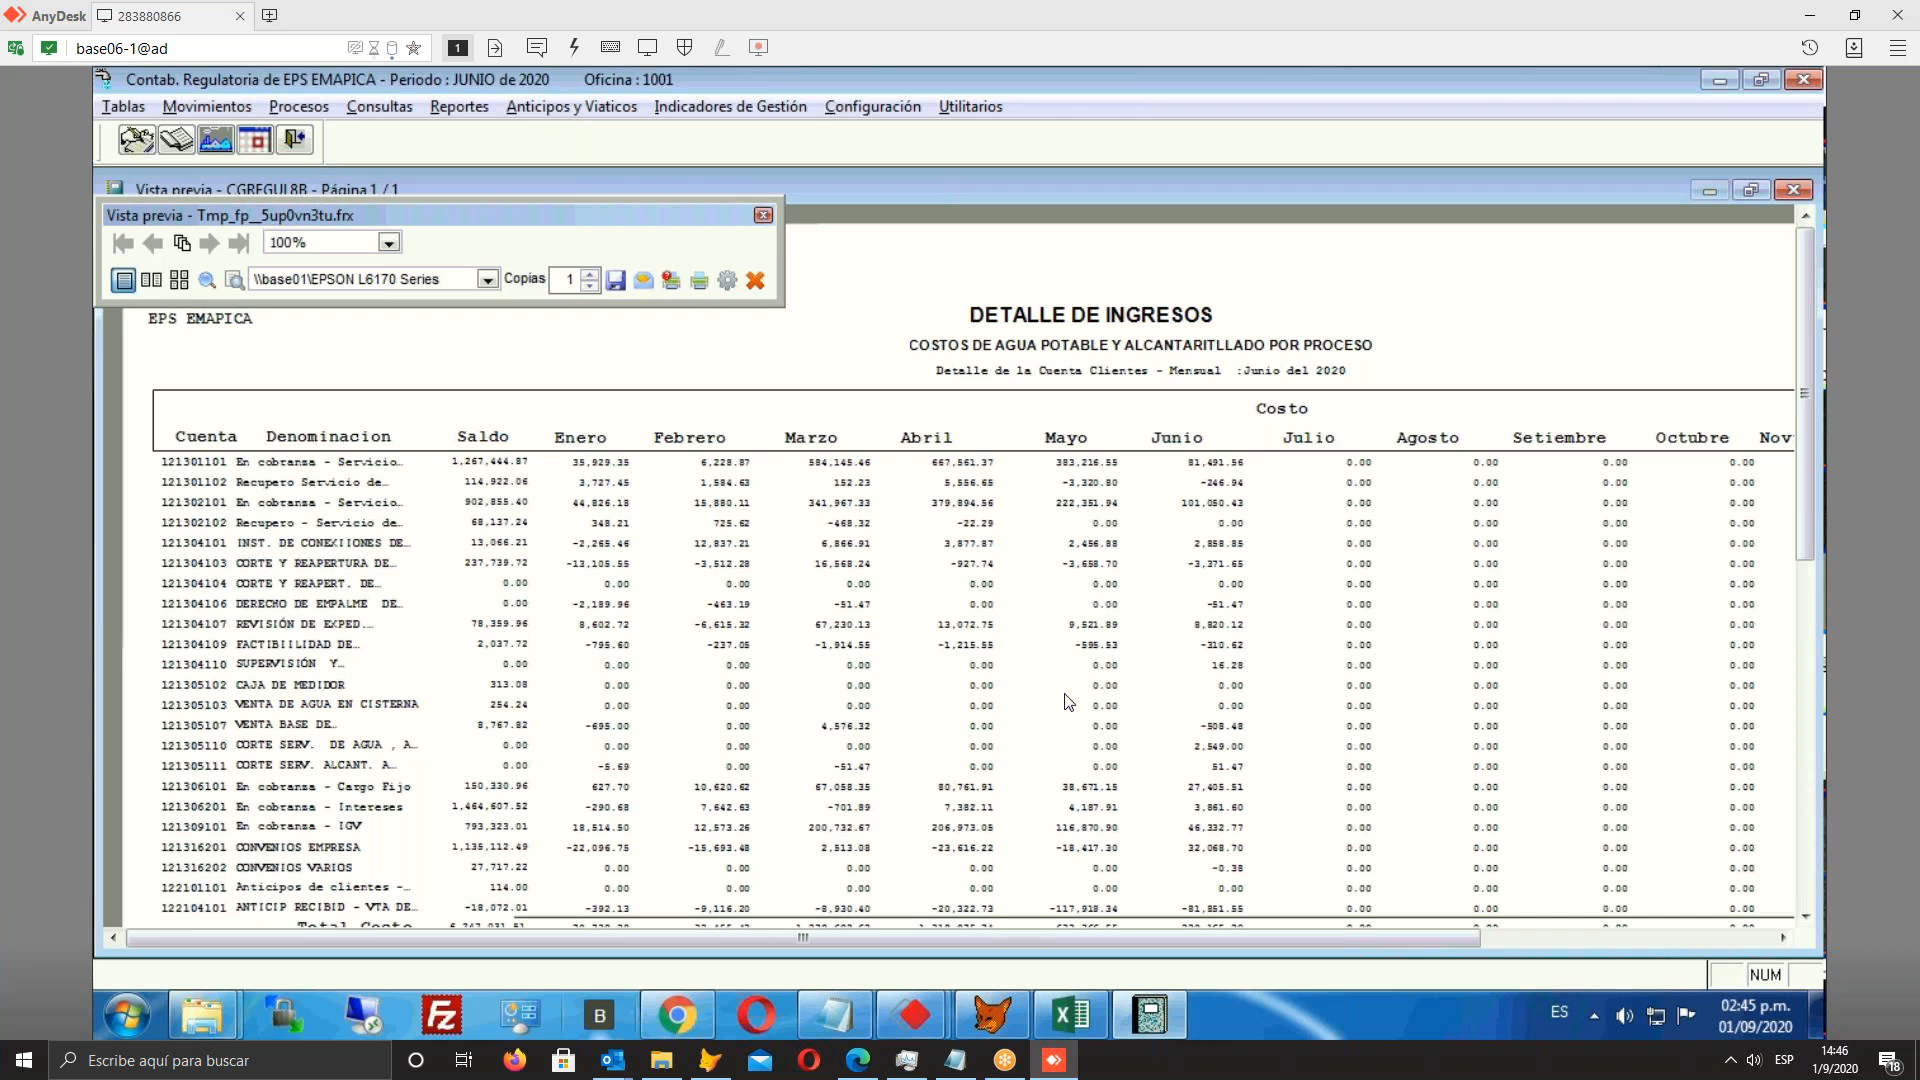 AnyDesk 283880866
base06-1@ad 1
Contab. Regulatoria de EPS EMAPICA - Periodo : JUNIO de 2020 Oficina : 1001
Tablas Movimientos Procesos Consultas Reportes Anticipos y Viaticos Indicadores de Gestión Configuración Utilitarios
Vista previa - CGREGUL8B - Página 1 / 1
Vista previa - Tmp_fp__5up0vn3tu.frx
100%
\\base01\EPSON L6170 Series Copias 1
EPS EMAPICA
DETALLE DE INGRESOS
COSTOS DE AGUA POTABLE Y ALCANTARITLLADO POR PROCESO
Detalle de la Cuenta Clientes - Mensual :Junio del 2020
Costo
Cuenta Denominacion Saldo Enero Febrero Marzo Abril Mayo Junio Julio Agosto Setiembre Octubre Nov
121301101 En cobranza - Servicio… 1,267,444.87 35,929.35 6,228.87 584,145.46 667,561.37 383,216.55 81,491.56 0.00 0.00 0.00 0.00
121301102 Recupero Servicio de… 114,922.06 3,727.45 1,584.63 152.23 5,556.65 -3,320.80 -246.94 0.00 0.00 0.00 0.00
121302101 En cobranza - Servicio… 902,855.40 44,826.18 15,880.11 341,967.33 379,894.56 222,351.94 101,050.43 0.00 0.00 0.00 0.00
121302102 Recupero - Servicio de… 68,137.24 348.21 725.62 -468.32 -22.29 0.00 0.00 0.00 0.00 0.00 0.00
121304101 INST. DE CONEXIIONES DE… 13,066.21 -2,265.46 12,837.21 6,866.91 3,877.87 2,456.88 2,858.85 0.00 0.00 0.00 0.00
121304103 CORTE Y REAPERTURA DE… 237,739.72 -13,105.55 -3,512.28 16,568.24 -927.74 -3,658.70 -3,371.65 0.00 0.00 0.00 0.00
121304104 CORTE Y REAPERT. DE… 0.00 0.00 0.00 0.00 0.00 0.00 0.00 0.00 0.00 0.00 0.00
121304106 DERECHO DE EMPALME DE… 0.00 -2,189.96 -463.19 -51.47 0.00 0.00 -51.47 0.00 0.00 0.00 0.00
121304107 REVISIÓN DE EXPED.… 78,359.96 8,602.72 -6,615.32 67,230.13 13,072.75 9,521.89 8,820.12 0.00 0.00 0.00 0.00
121304109 FACTIBIILIDAD DE… 2,037.72 -795.60 -237.05 -1,914.55 -1,215.55 -595.53 -310.62 0.00 0.00 0.00 0.00
121304110 SUPERVISIÓN Y… 0.00 0.00 0.00 0.00 0.00 0.00 16.28 0.00 0.00 0.00 0.00
121305102 CAJA DE MEDIDOR 313.08 0.00 0.00 0.00 0.00 0.00 0.00 0.00 0.00 0.00 0.00
121305103 VENTA DE AGUA EN CISTERNA 254.24 0.00 0.00 0.00 0.00 0.00 0.00 0.00 0.00 0.00 0.00
121305107 VENTA BASE DE… 8,767.82 -695.00 0.00 4,576.32 0.00 0.00 -508.48 0.00 0.00 0.00 0.00
121305110 CORTE SERV. DE AGUA , A… 0.00 0.00 0.00 0.00 0.00 0.00 2,549.00 0.00 0.00 0.00 0.00
121305111 CORTE SERV. ALCANT. A… 0.00 -5.69 0.00 -51.47 0.00 0.00 51.47 0.00 0.00 0.00 0.00
121306101 En cobranza - Cargo Fijo 150,330.96 627.70 10,620.62 67,058.35 80,761.91 38,671.15 27,405.51 0.00 0.00 0.00 0.00
121306201 En cobranza - Intereses 1,464,607.52 -290.68 7,642.63 -701.89 7,382.11 4,187.91 3,861.60 0.00 0.00 0.00 0.00
121309101 En cobranza - IGV 793,323.01 18,514.50 12,573.26 200,732.67 206,973.05 116,870.90 46,332.77 0.00 0.00 0.00 0.00
121316201 CONVENIOS EMPRESA 1,135,112.49 -22,096.75 -15,693.48 2,513.08 -23,616.22 -18,417.30 32,068.70 0.00 0.00 0.00 0.00
121316202 CONVENIOS VARIOS 27,717.22 0.00 0.00 0.00 0.00 0.00 -0.38 0.00 0.00 0.00 0.00
122101101 Anticipos de clientes -… 114.00 0.00 0.00 0.00 0.00 0.00 0.00 0.00 0.00 0.00 0.00
122104101 ANTICIP RECIBID - VTA DE… -18,072.01 -392.13 -9,116.20 -8,930.40 -20,322.73 -117,918.34 -81,851.55 0.00 0.00 0.00 0.00
Total Costo
NUM
ES 02:45 p.m.
01/09/2020
Escribe aquí para buscar
ESP 14:46
1/9/2020 18